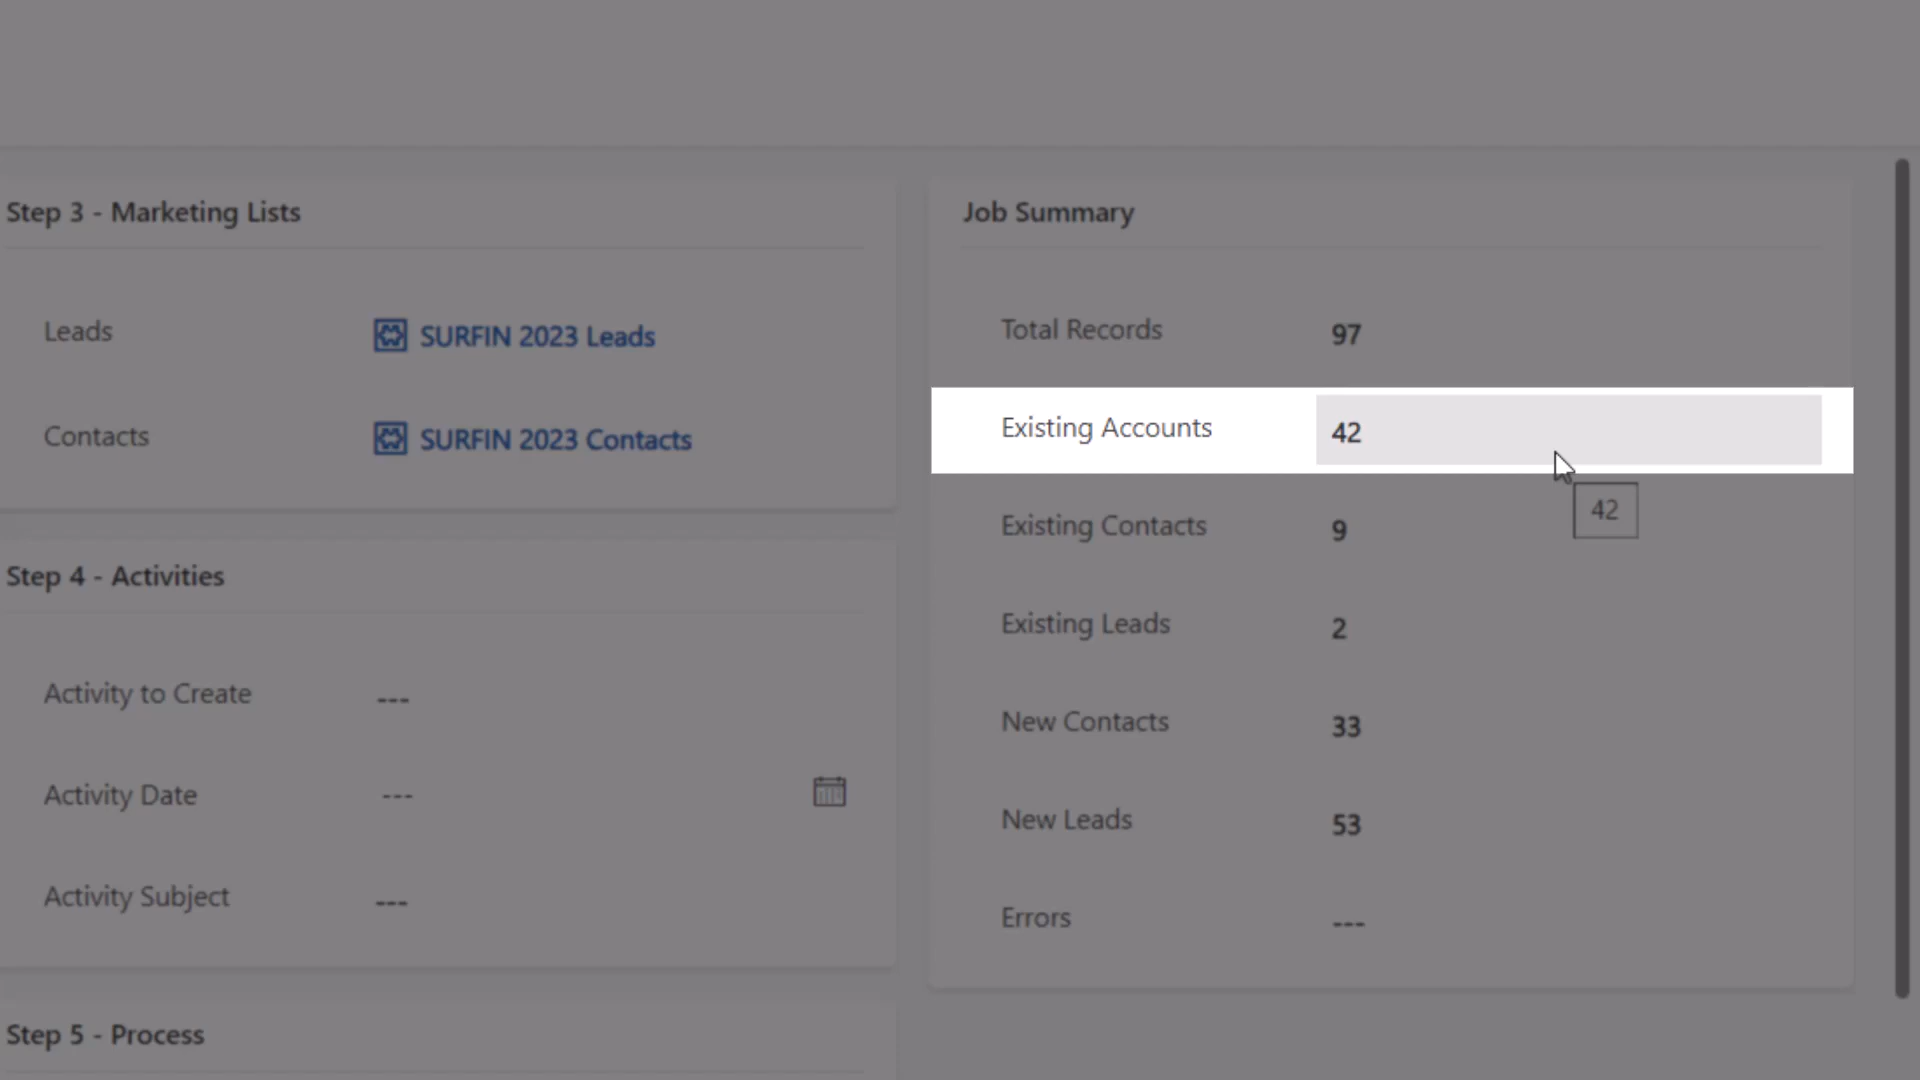 Step 3 - Marketing Lists
Leads
SURFIN 2023 Leads
Contacts
SURFIN 2023 Contacts
Step 4 - Activities
Activity to Create
---
Activity Date
---
Activity Subject
---
Step 5 - Process
Job Summary
Total Records
97
Existing Accounts
42
42
Existing Contacts
9
Existing Leads
2
New Contacts
33
New Leads
53
Errors
---